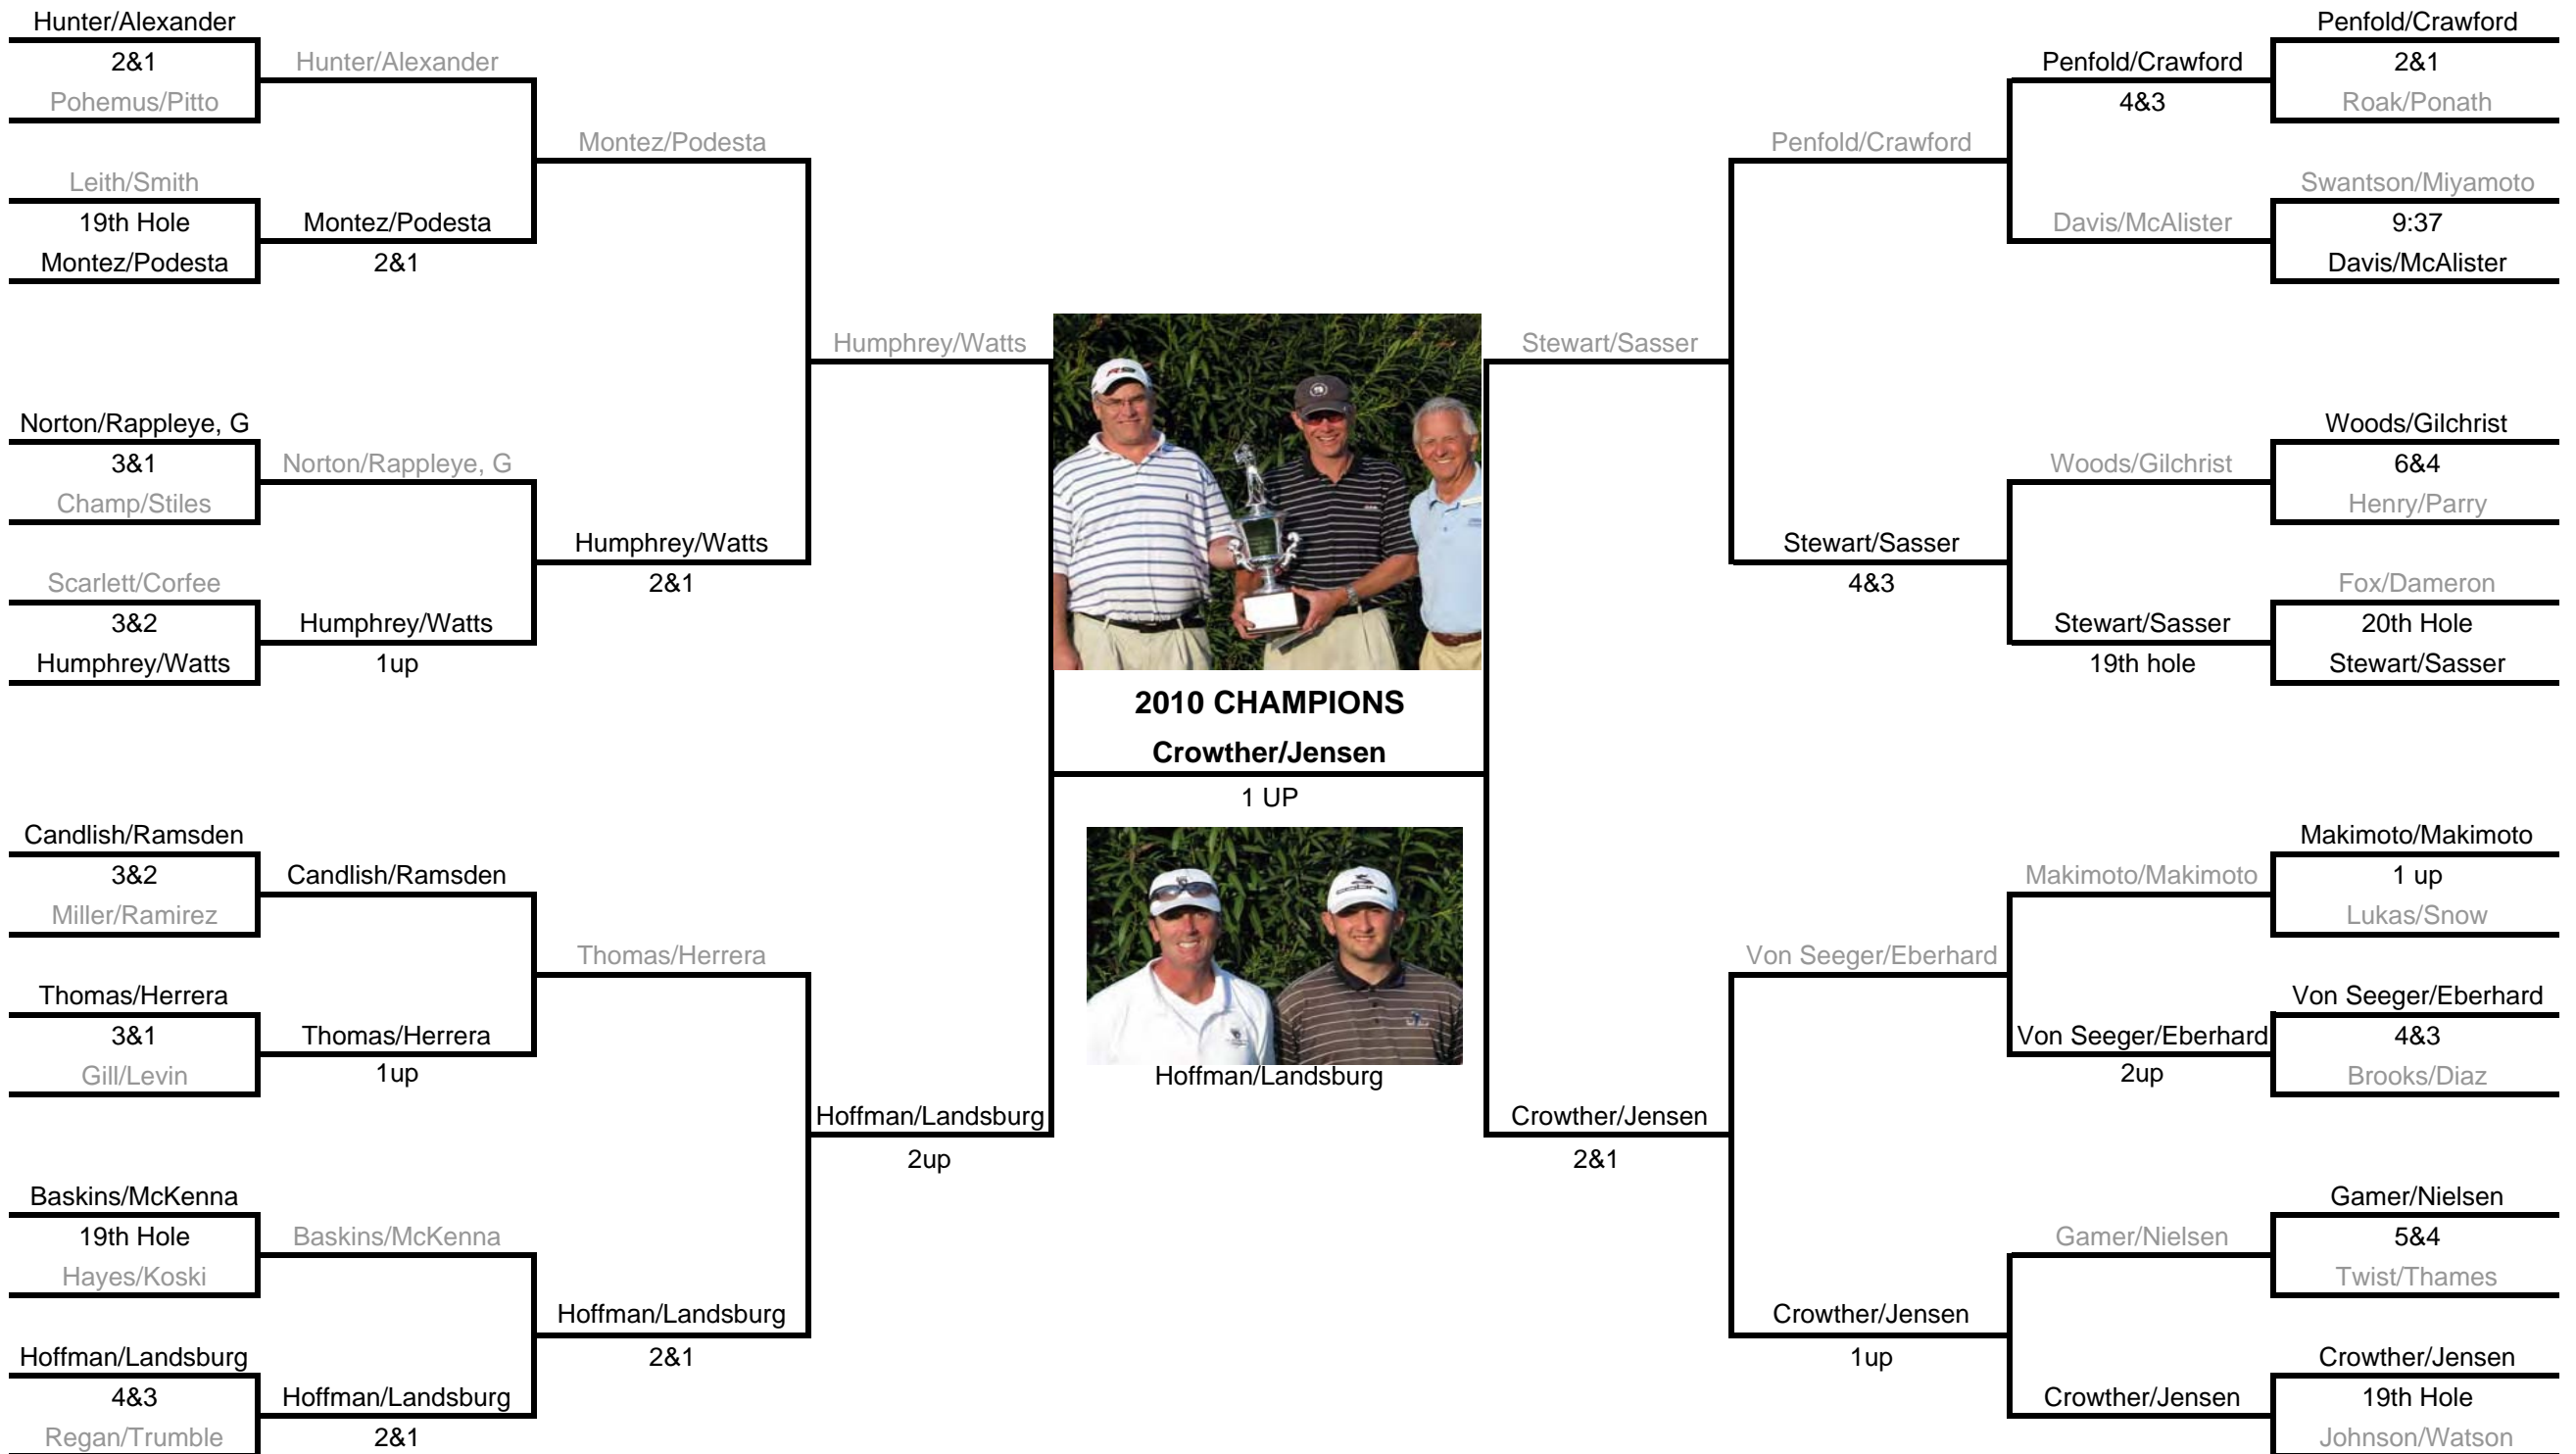 Hunter/Alexander
2&1
Pohemus/Pitto
Leith/Smith
19th Hole
Montez/Podesta
Norton/Rappleye, G
3&1
Champ/Stiles
Scarlett/Corfee
3&2
Humphrey/Watts
Candlish/Ramsden
3&2
Miller/Ramirez
Thomas/Herrera
3&1
Gill/Levin
Baskins/McKenna
19th Hole
Hayes/Koski
Hoffman/Landsburg
4&3
Regan/Trumble
Hunter/Alexander
Montez/Podesta
2&1
Norton/Rappleye, G
Humphrey/Watts
1up
Candlish/Ramsden
Thomas/Herrera
1up
Baskins/McKenna
Hoffman/Landsburg
2&1
Montez/Podesta
Humphrey/Watts
2&1
Thomas/Herrera
Hoffman/Landsburg
2&1
Humphrey/Watts
Hoffman/Landsburg
2up
2010 CHAMPIONS
Crowther/Jensen
1 UP
Hoffman/Landsburg
Stewart/Sasser
Crowther/Jensen
2&1
Penfold/Crawford
Stewart/Sasser
4&3
Von Seeger/Eberhard
Crowther/Jensen
1up
Penfold/Crawford
4&3
Davis/McAlister
Woods/Gilchrist
Stewart/Sasser
19th hole
Makimoto/Makimoto
Von Seeger/Eberhard
2up
Gamer/Nielsen
Crowther/Jensen
Penfold/Crawford
2&1
Roak/Ponath
Swantson/Miyamoto
9:37
Davis/McAlister
Woods/Gilchrist
6&4
Henry/Parry
Fox/Dameron
20th Hole
Stewart/Sasser
Makimoto/Makimoto
1 up
Lukas/Snow
Von Seeger/Eberhard
4&3
Brooks/Diaz
Gamer/Nielsen
5&4
Twist/Thames
Crowther/Jensen
19th Hole
Johnson/Watson